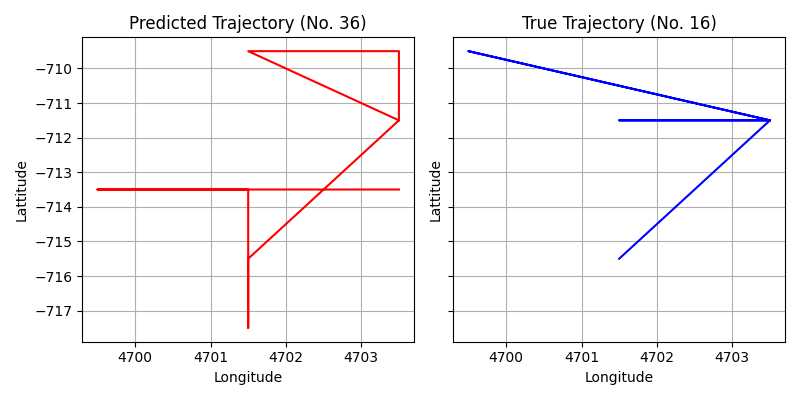 Predicted Trajectory (No. 36)
True Trajectory (No. 16)
−710
−711
−712
−713
−714
−715
−716
−717
Lattitude
Lattitude
4700
4701
4702
4703
4700
4701
4702
4703
Longitude
Longitude